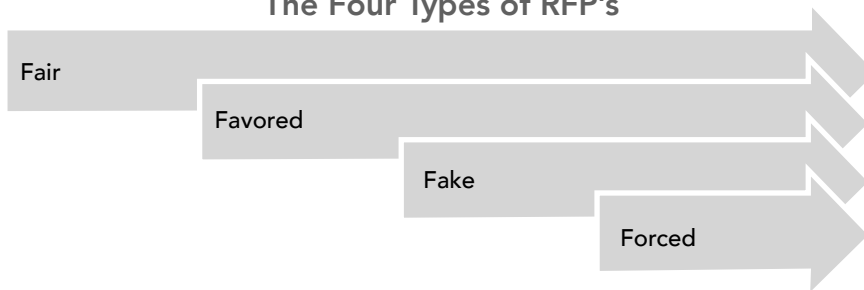 The Four Types of RFP's
Fair
Favored
Fake
Forced